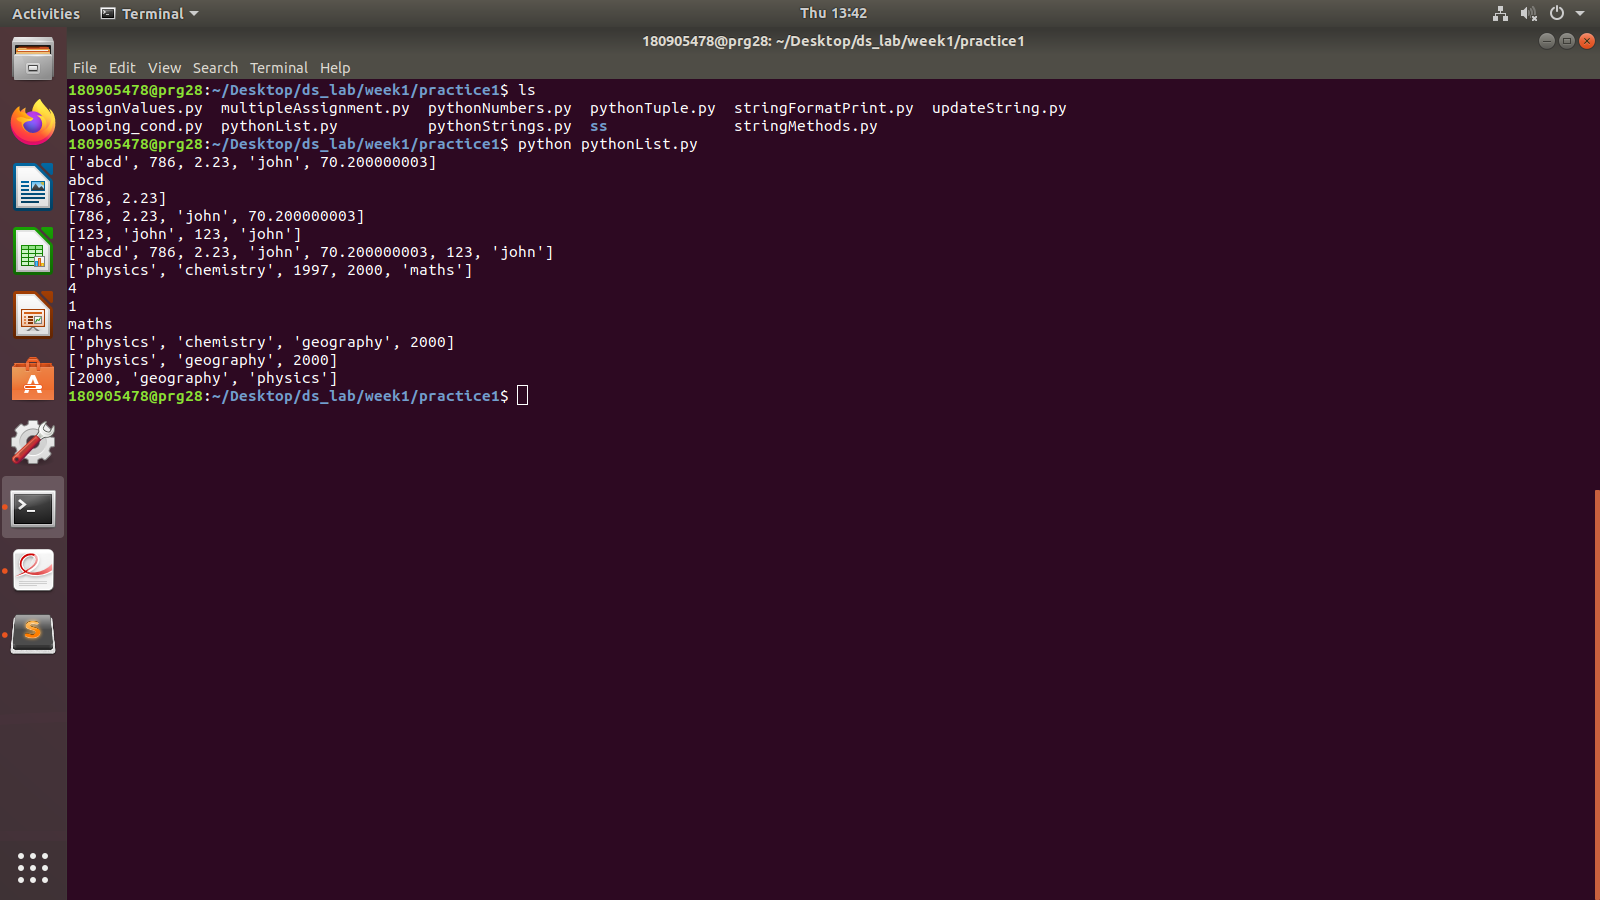 Activities Terminal Thu 13:42
180905478@prg28: ~/Desktop/ds_lab/week1/practice1
File Edit View Search Terminal Help
180905478@prg28:~/Desktop/ds_lab/week1/practice1$ ls
assignValues.py  multipleAssignment.py  pythonNumbers.py  pythonTuple.py  stringFormatPrint.py  updateString.py
looping_cond.py  pythonList.py          pythonStrings.py  ss              stringMethods.py
180905478@prg28:~/Desktop/ds_lab/week1/practice1$ python pythonList.py
['abcd', 786, 2.23, 'john', 70.200000003]
abcd
[786, 2.23]
[786, 2.23, 'john', 70.200000003]
[123, 'john', 123, 'john']
['abcd', 786, 2.23, 'john', 70.200000003, 123, 'john']
['physics', 'chemistry', 1997, 2000, 'maths']
4
1
maths
['physics', 'chemistry', 'geography', 2000]
['physics', 'geography', 2000]
[2000, 'geography', 'physics']
180905478@prg28:~/Desktop/ds_lab/week1/practice1$